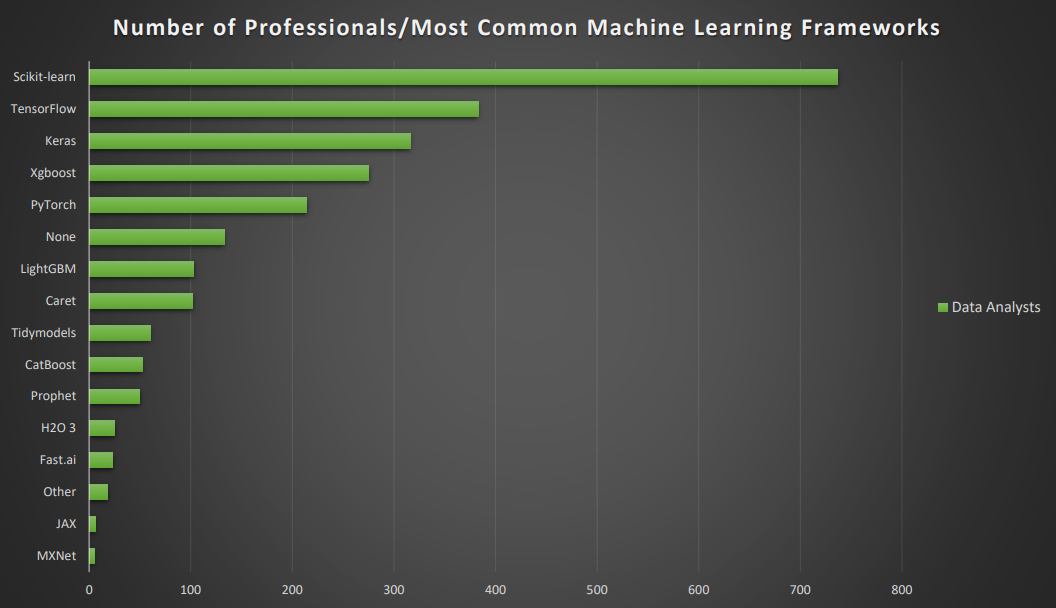 Number of Professionals/Most Common Machine Learning Frameworks
Scikit-learn
TensorFlow
Keras
Xgboost
PyTorch
None
LightGBM
Caret
Tidymodels
CatBoost
Prophet
H2O 3
Fast.ai
Other
JAX
MXNet
0 100 200 300 400 500 600 700 800
Data Analysts